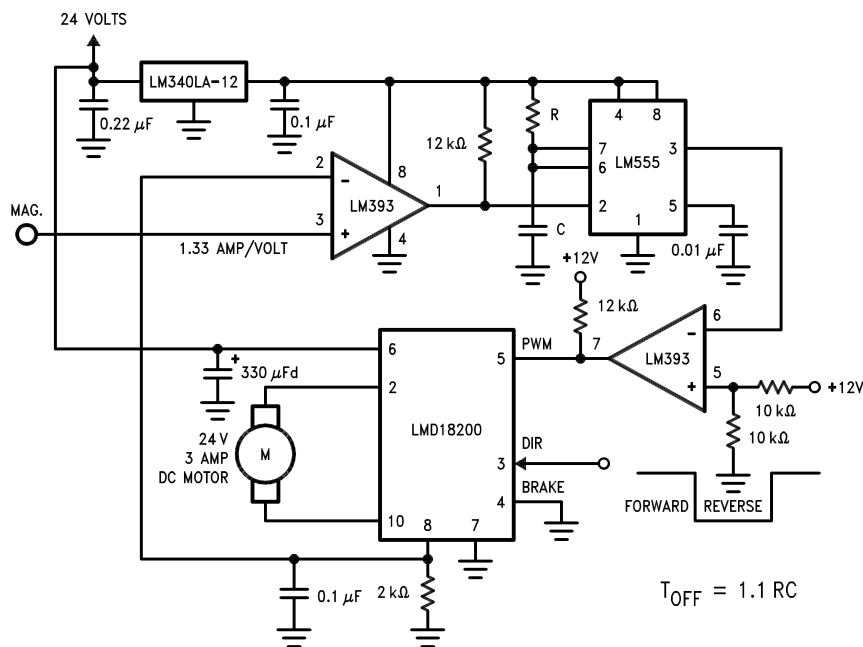 24 VOLTS
LM340LA-12
0.22 μF
0.1 μF
12 kΩ
R
4
8
7
6
LM555
3
2
5
1
C
0.01 μF
2
−
8
LM393
1
MAG.
3
+
4
1.33 AMP/VOLT
+12V
12 kΩ
6
−
LM393
5
+
+12V
10 kΩ
10 kΩ
6
5
PWM
7
+
330 μFd
2
LMD18200
24 V
3 AMP
DC MOTOR
M
DIR
3
BRAKE
4
10
8
7
FORWARD
REVERSE
0.1 μF
2 kΩ
TOFF = 1.1 RC